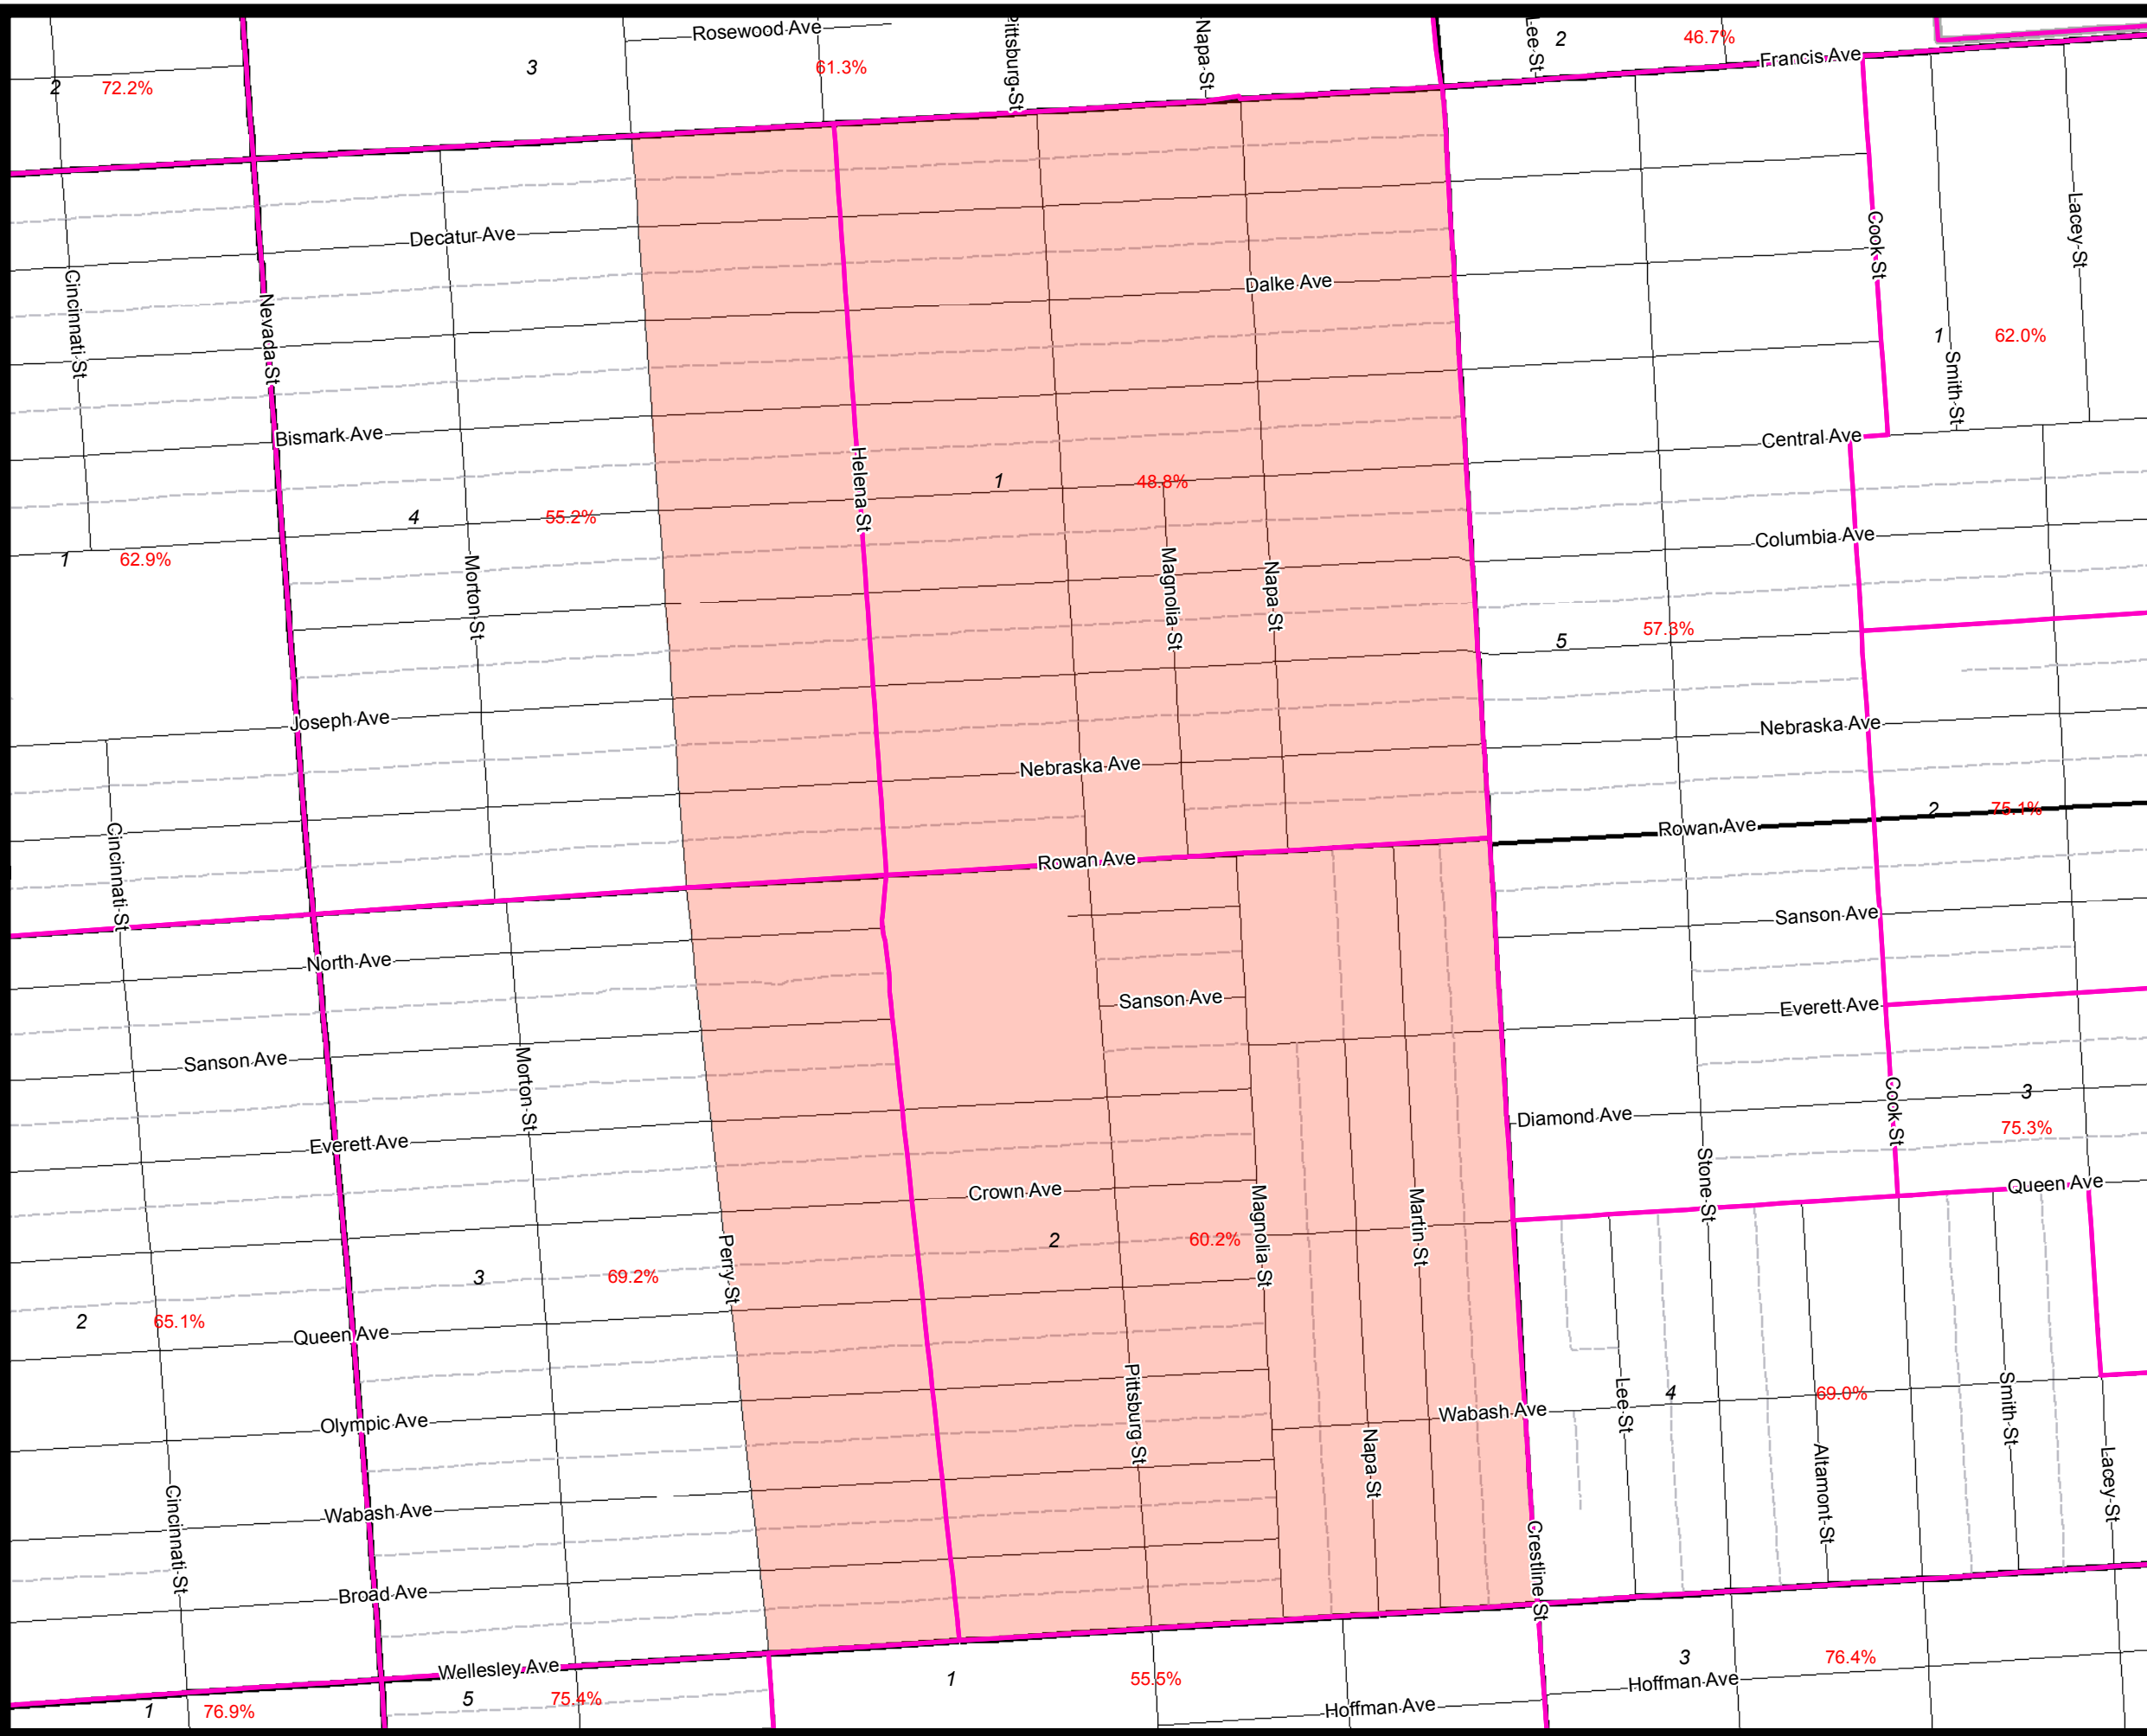 Rosewood Ave
Pittsburg St
Napa St
Lee St
2
46.7%
Francis Ave
3
61.3%
2
72.2%
Decatur Ave
Cincinnati St
Nevada St
Dalke Ave
Cook St
Lacey St
1
62.0%
Smith St
Bismark Ave
Central Ave
Helena St
1
48.8%
4
55.2%
1
62.9%
Columbia Ave
Morton St
Magnolia St
Napa St
5
57.3%
Joseph Ave
Nebraska Ave
Nebraska Ave
2
75.1%
Rowan Ave
Rowan Ave
Cincinnati St
Sanson Ave
North Ave
Sanson Ave
Everett Ave
Sanson Ave
Morton St
Diamond Ave
Cook St
3
75.3%
Everett Ave
Crown Ave
Queen Ave
Stone St
Magnolia St
Martin St
2
60.2%
Perry St
3
69.2%
2
65.1%
Queen Ave
Pittsburg St
Lee St
4
69.0%
Smith St
Olympic Ave
Wabash Ave
Napa St
Altamont St
Lacey St
Wabash Ave
Cincinnati St
Crestline St
Broad Ave
Wellesley Ave
1
55.5%
3
76.4%
Hoffman Ave
Hoffman Ave
1
76.9%
5
75.4%